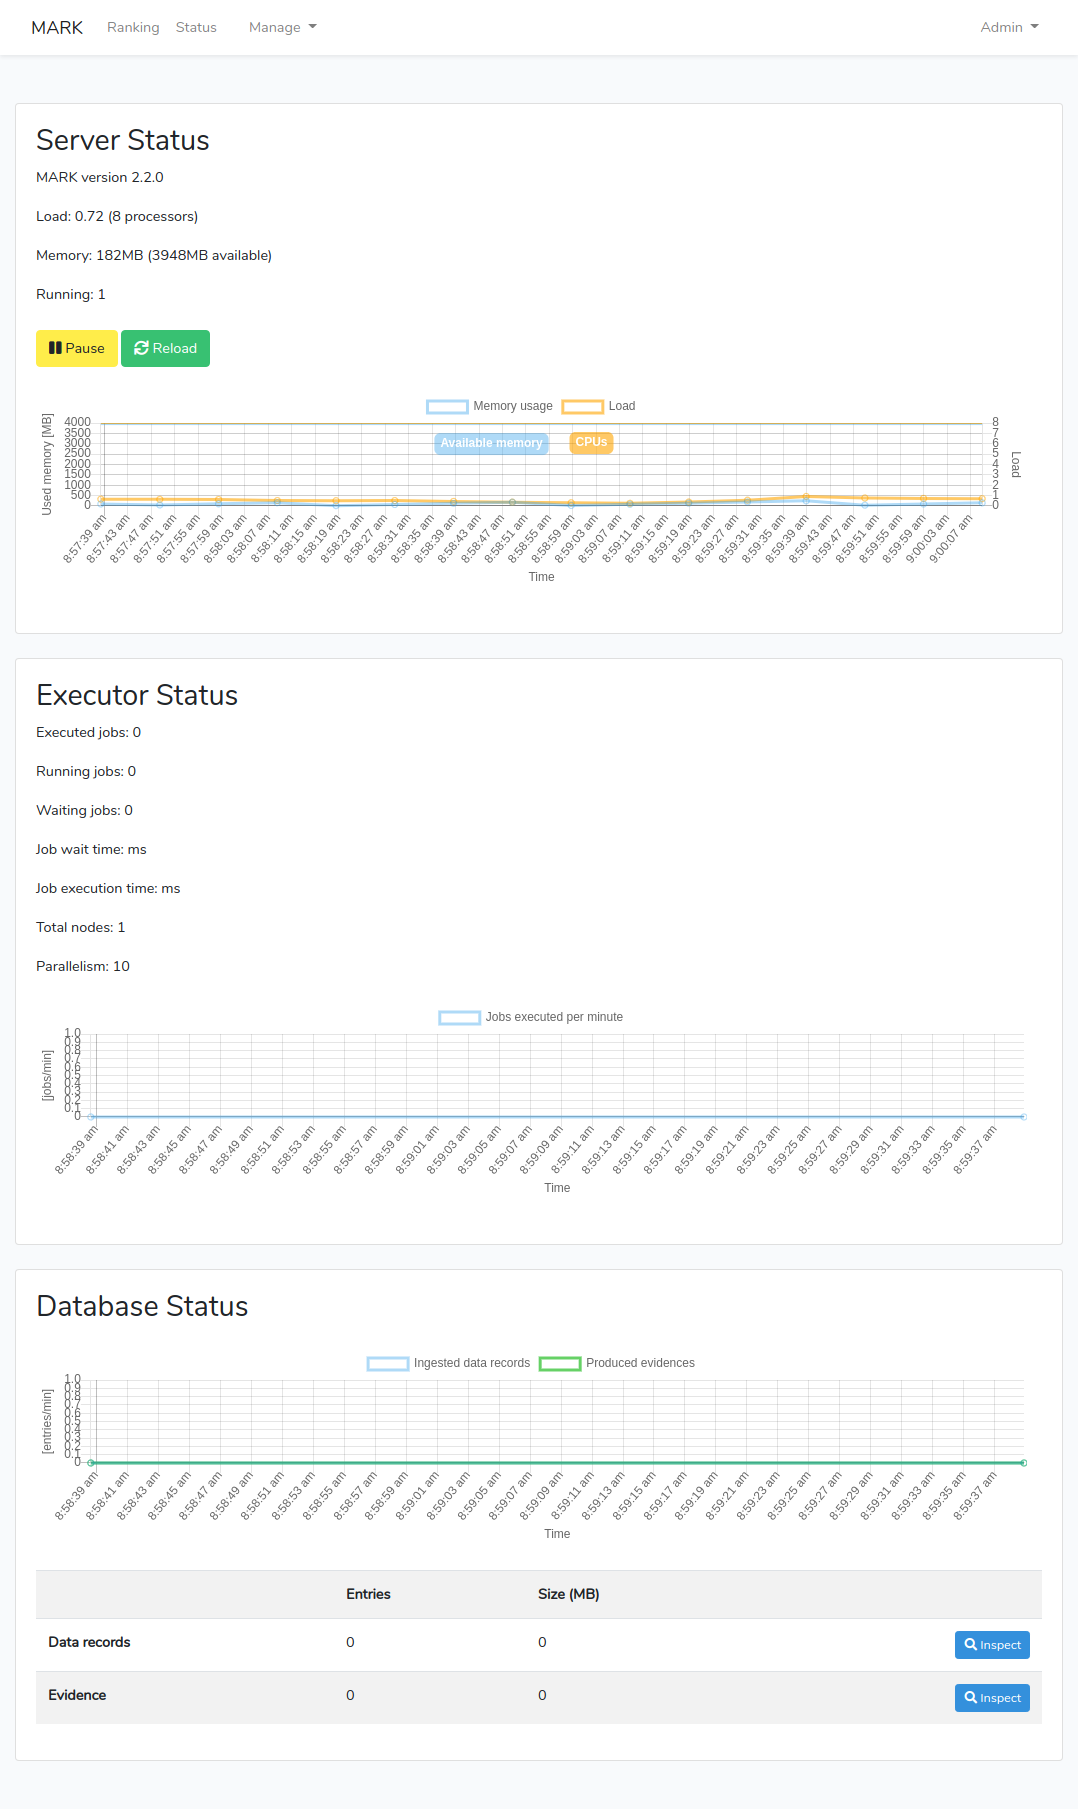 MARK Ranking Status Manage Admin
Server Status
MARK version 2.2.0
Load: 0.72 (8 processors)
Memory: 182MB (3948MB available)
Running: 1
Pause Reload
Memory usage Load
Used memory [MB]
4000
3500
3000
2500
2000
1500
1000
500
0
Available memory CPUs
8
7
6
5
4
3
2
1
0
Load
8:57:39 am
8:57:43 am
8:57:47 am
8:57:51 am
8:57:55 am
8:57:59 am
8:58:03 am
8:58:07 am
8:58:11 am
8:58:15 am
8:58:19 am
8:58:23 am
8:58:27 am
8:58:31 am
8:58:35 am
8:58:39 am
8:58:43 am
8:58:47 am
8:58:51 am
8:58:55 am
8:58:59 am
8:59:03 am
8:59:07 am
8:59:11 am
8:59:15 am
8:59:19 am
8:59:23 am
8:59:27 am
8:59:31 am
8:59:35 am
8:59:39 am
8:59:43 am
8:59:47 am
8:59:51 am
8:59:55 am
8:59:59 am
9:00:03 am
9:00:07 am
Time
Executor Status
Executed jobs: 0
Running jobs: 0
Waiting jobs: 0
Job wait time: ms
Job execution time: ms
Total nodes: 1
Parallelism: 10
Jobs executed per minute
[jobs/min]
1.0
0.9
0.8
0.7
0.6
0.5
0.4
0.3
0.2
0.1
0
8:58:39 am
8:58:41 am
8:58:43 am
8:58:45 am
8:58:47 am
8:58:49 am
8:58:51 am
8:58:53 am
8:58:55 am
8:58:57 am
8:58:59 am
8:59:01 am
8:59:03 am
8:59:05 am
8:59:07 am
8:59:09 am
8:59:11 am
8:59:13 am
8:59:15 am
8:59:17 am
8:59:19 am
8:59:21 am
8:59:23 am
8:59:25 am
8:59:27 am
8:59:29 am
8:59:31 am
8:59:33 am
8:59:35 am
8:59:37 am
Time
Database Status
Ingested data records Produced evidences
[entries/min]
1.0
0.9
0.8
0.7
0.6
0.5
0.4
0.3
0.2
0.1
0
8:58:39 am
8:58:41 am
8:58:43 am
8:58:45 am
8:58:47 am
8:58:49 am
8:58:51 am
8:58:53 am
8:58:55 am
8:58:57 am
8:58:59 am
8:59:01 am
8:59:03 am
8:59:05 am
8:59:07 am
8:59:09 am
8:59:11 am
8:59:13 am
8:59:15 am
8:59:17 am
8:59:19 am
8:59:21 am
8:59:23 am
8:59:25 am
8:59:27 am
8:59:29 am
8:59:31 am
8:59:33 am
8:59:35 am
8:59:37 am
Time
Entries Size (MB)
Data records 0 0 Inspect
Evidence 0 0 Inspect